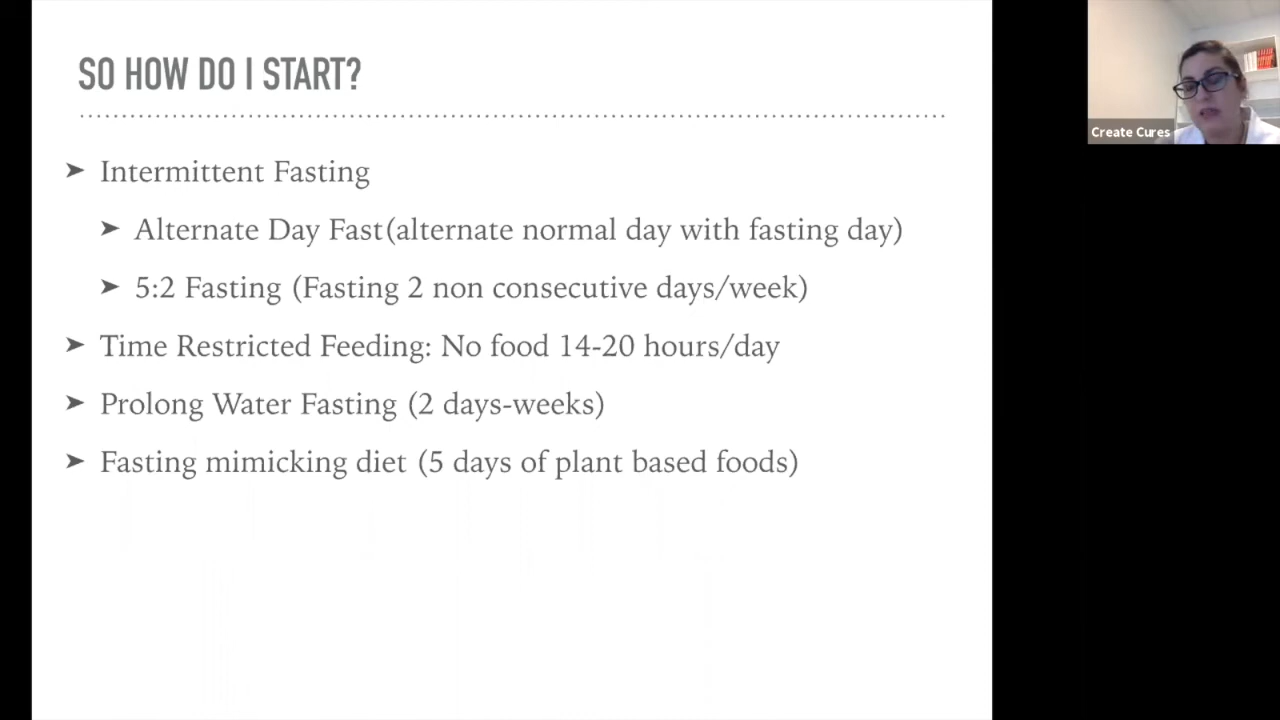 SO HOW DO I START?
➤ Intermittent Fasting
➤ Alternate Day Fast(alternate normal day with fasting day)
➤ 5:2 Fasting (Fasting 2 non consecutive days/week)
➤ Time Restricted Feeding: No food 14-20 hours/day
➤ Prolong Water Fasting (2 days-weeks)
➤ Fasting mimicking diet (5 days of plant based foods)
Create Cures